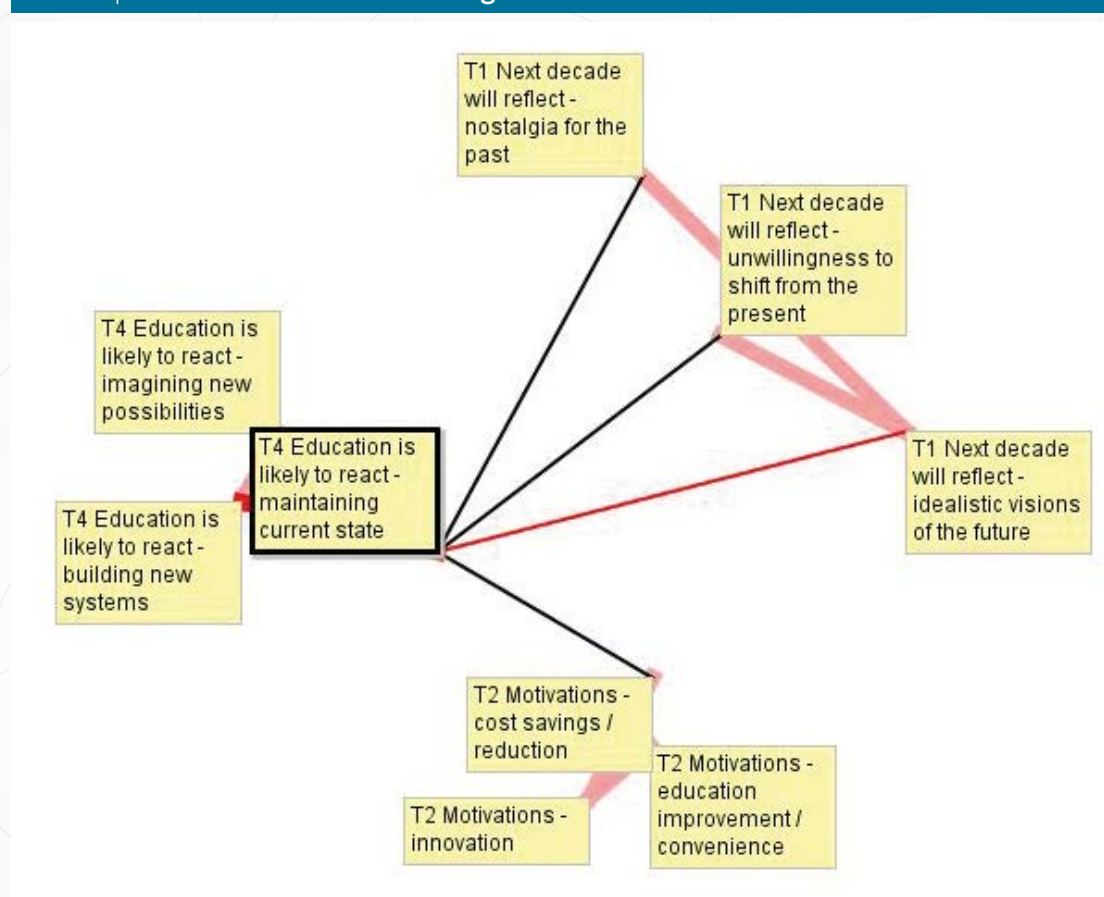 T1 Next decade
will reflect -
nostalgia for the
past
T1 Next decade
will reflect -
unwillingness to
shift from the
present
T4 Education is
likely to react -
imagining new
possibilities
T4 Education is
likely to react -
maintaining
current state
T1 Next decade
will reflect -
idealistic visions
of the future
T4 Education is
likely to react -
building new
systems
T2 Motivations -
cost savings /
reduction
T2 Motivations -
education
improvement /
convenience
T2 Motivations -
innovation